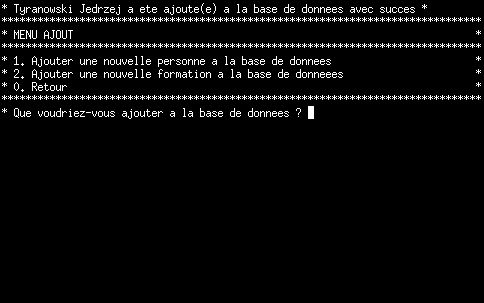 * Tyranowski Jedrzej a ete ajoute(e) a la base de donnees avec succes *
********************************************************************************
* MENU AJOUT *
********************************************************************************
* 1. Ajouter une nouvelle personne a la base de donnees *
* 2. Ajouter une nouvelle formation a la base de donneees *
* 0. Retour *
********************************************************************************
* Que voudriez-vous ajouter a la base de donnees ?